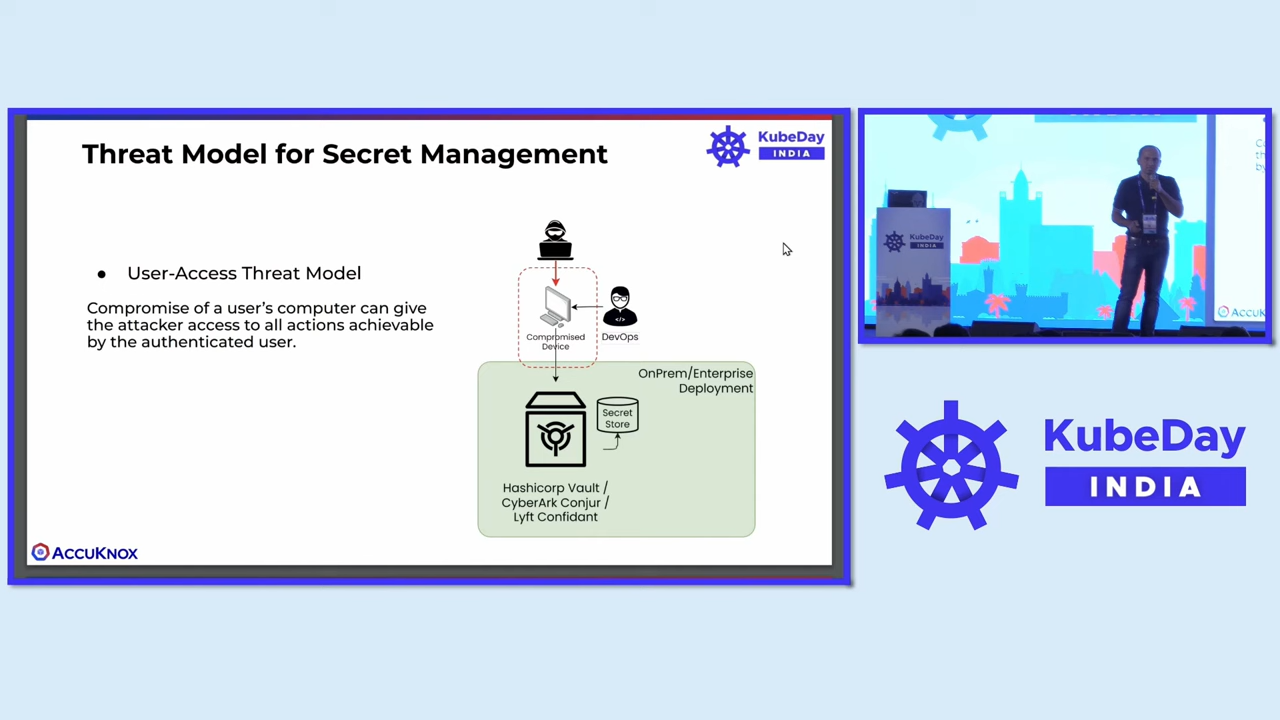 Threat Model for Secret Management
KubeDay
INDIA
● User-Access Threat Model
Compromise of a user's computer can give
the attacker access to all actions achievable
by the authenticated user.
Compromised
Device
DevOps
</>
OnPrem/Enterprise
Deployment
Secret
Store
Hashicorp Vault /
CyberArk Conjur /
Lyft Confidant
ACCUKNOX
KubeDay
INDIA
KubeDay
INDIA